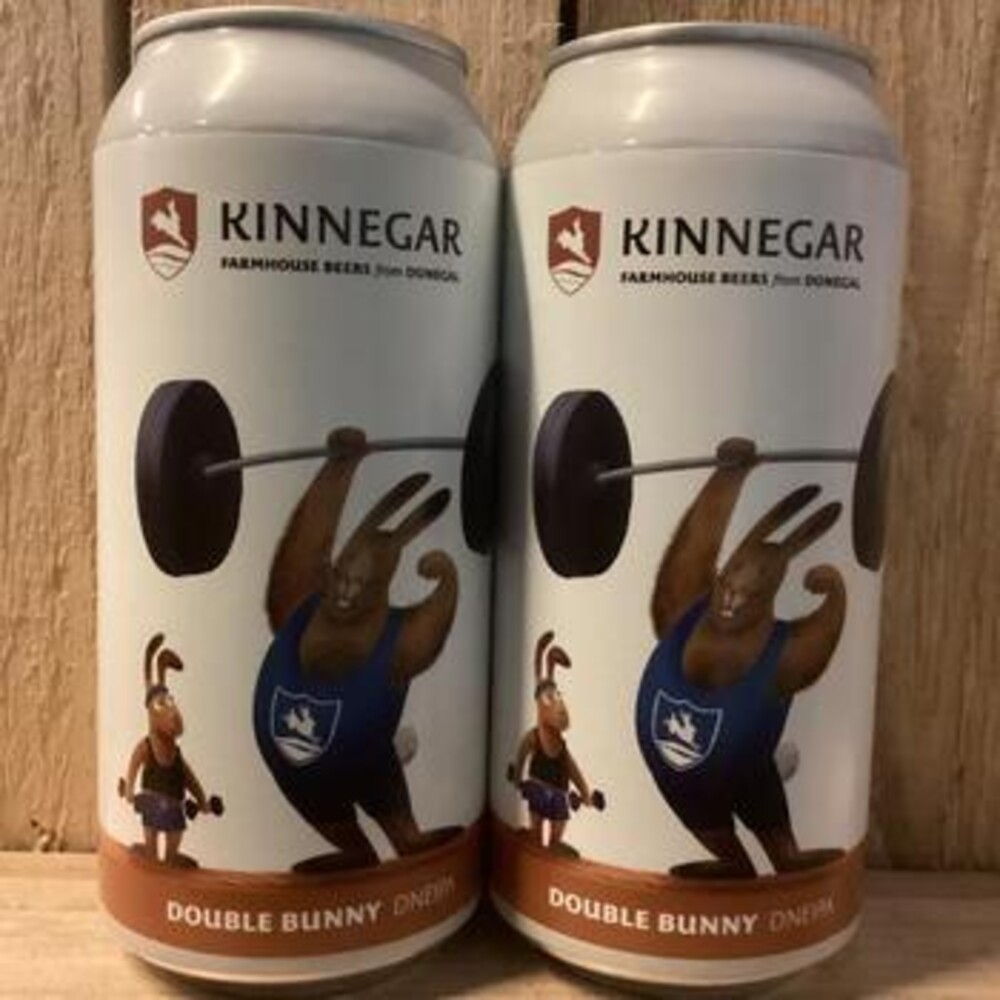 KINNEGAR
FARMHOUSE BEERS from DONEGAL
DOUBLE BUNNY DNEIPA
KINNEGAR
FARMHOUSE BEERS from DONEGAL
DOUBLE BUNNY DNEIPA